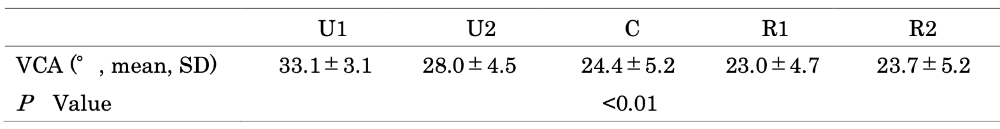 U1 U2 C R1 R2
VCA (° , mean, SD) 33.1±3.1 28.0±4.5 24.4±5.2 23.0±4.7 23.7±5.2
P Value <0.01